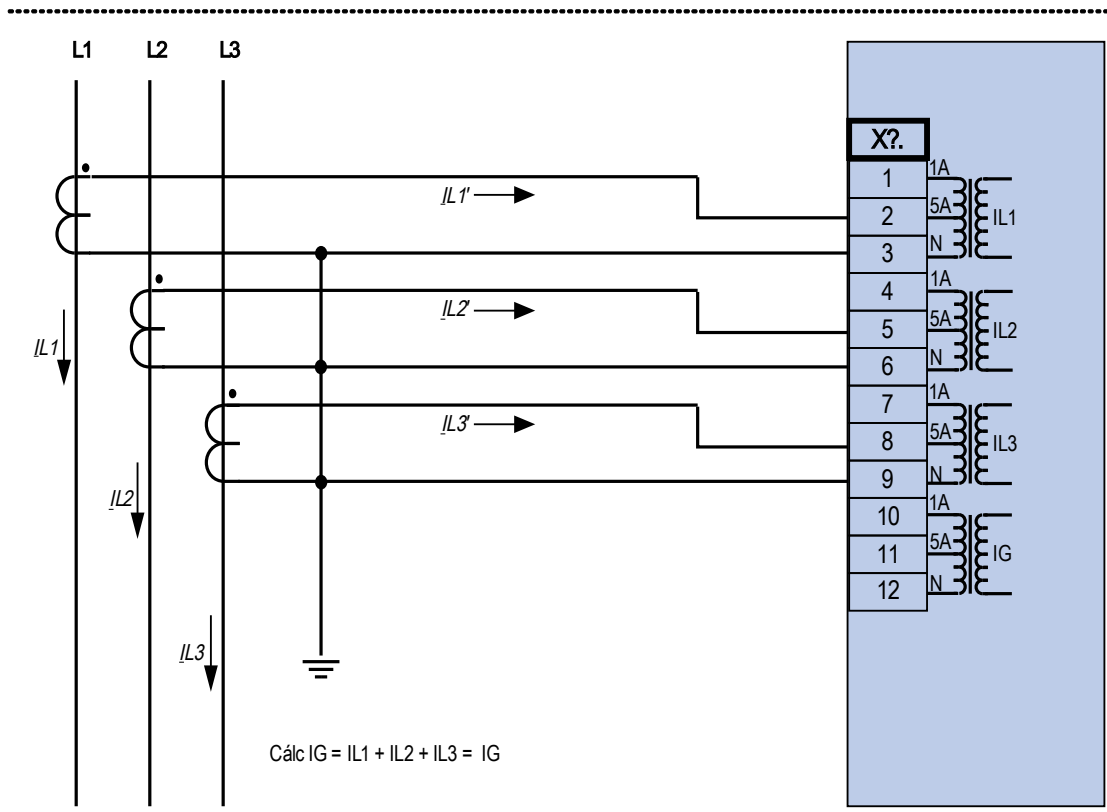 L1 L2 L3
X?.
1 1A
IL1'
2 5A IL1
3 N
4 1A
IL2'
5 5A IL2
IL1
6 N
7 1A
IL3'
8 5A IL3
9 N
IL2
10 1A
11 5A IG
12 N
IL3
Cálc IG = IL1 + IL2 + IL3 = IG